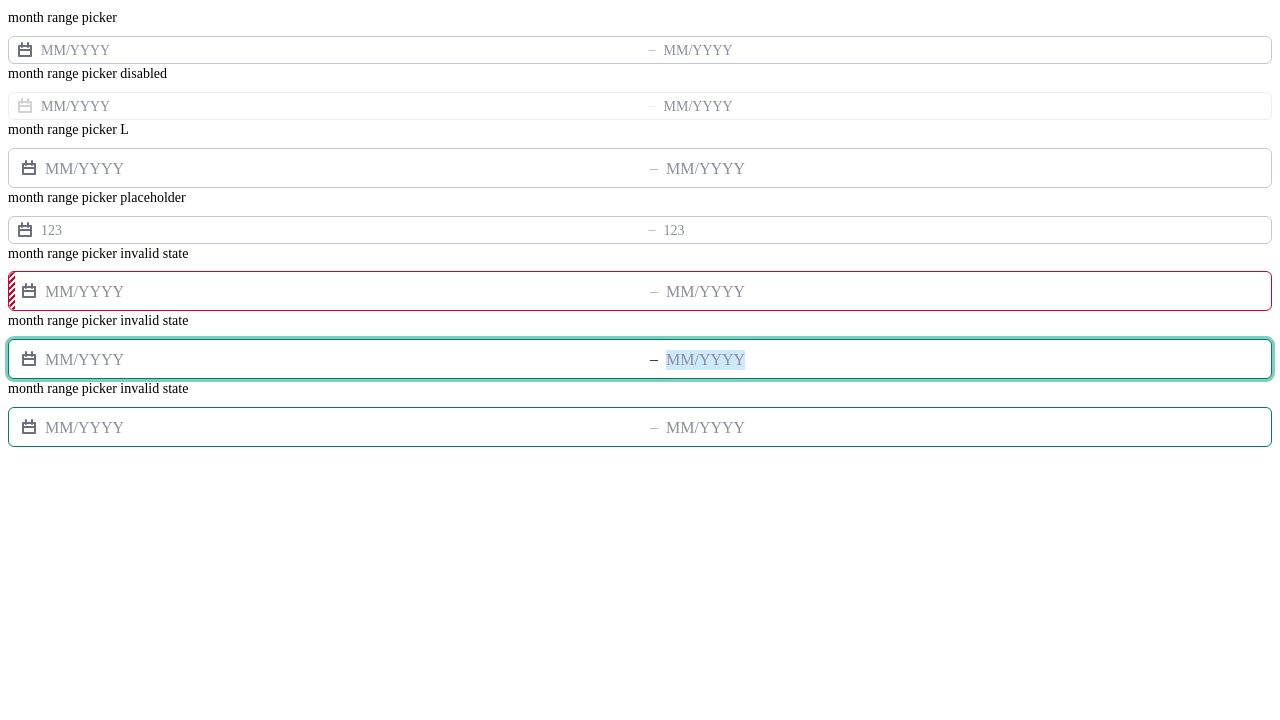 month range picker
MM/YYYY – MM/YYYY
month range picker disabled
MM/YYYY – MM/YYYY
month range picker L
MM/YYYY – MM/YYYY
month range picker placeholder
123 – 123
month range picker invalid state
MM/YYYY – MM/YYYY
month range picker invalid state
MM/YYYY – MM/YYYY
month range picker invalid state
MM/YYYY – MM/YYYY